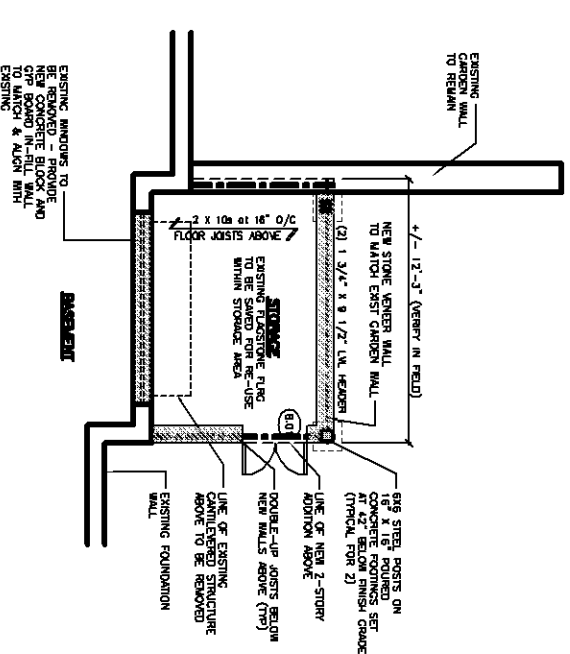 EXISTING
GARDEN WALL
TO REMAIN
+/- 12'-3" (VERIFY IN FIELD)
NEW STONE VENEER WALL
TO MATCH EXIST GARDEN WALL
(2) 1 3/4" X 9 1/2" LVL HEADER
2 X 10s at 16" O/C
FLOOR JOISTS ABOVE
STORAGE
EXISTING FLAGSTONE FLRG
TO BE SAVED FOR RE-USE
WITHIN STORAGE AREA
B.01
6X6 STEEL POSTS ON
16" X 16" POURED
CONCRETE FOOTINGS SET
AT 42" BELOW FINISH GRADE
(TYPICAL FOR 2)
LINE OF NEW 2-STORY
ADDITION ABOVE
DOUBLE-UP JOISTS BELOW
NEW WALLS ABOVE (TYP)
LINE OF EXISTING
CANTILEVERED STRUCTURE
ABOVE TO BE REMOVED
EXISTING FOUNDATION
WALL
EXISTING WINDOWS TO
BE REMOVED - PROVIDE
NEW CONCRETE BLOCK AND
GYP BOARD IN-FILL WALL
TO MATCH & ALIGN WITH
EXISTING
BASEMENT